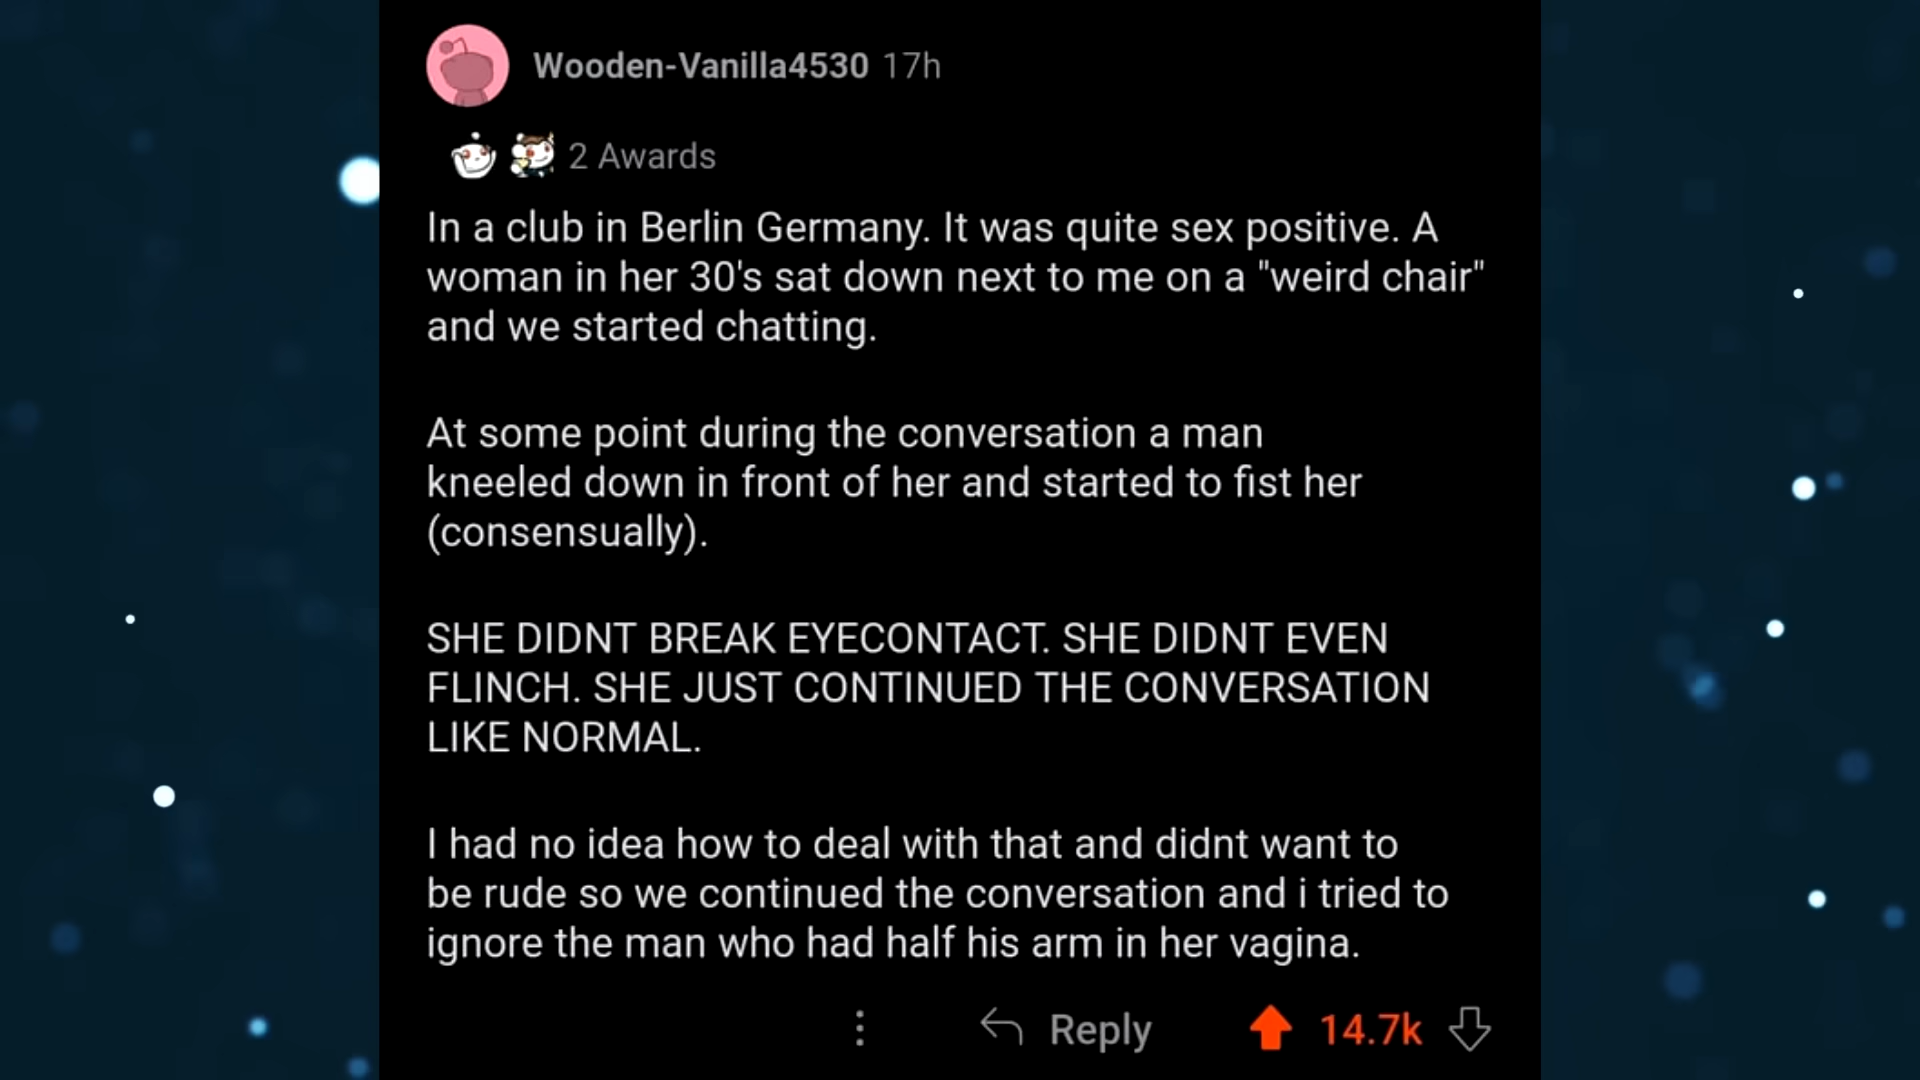 Wooden-Vanilla4530 17h
2 Awards
In a club in Berlin Germany. It was quite sex positive. A
woman in her 30's sat down next to me on a "weird chair"
and we started chatting.
At some point during the conversation a man
kneeled down in front of her and started to fist her
(consensually).
SHE DIDNT BREAK EYECONTACT. SHE DIDNT EVEN
FLINCH. SHE JUST CONTINUED THE CONVERSATION
LIKE NORMAL.
I had no idea how to deal with that and didnt want to
be rude so we continued the conversation and i tried to
ignore the man who had half his arm in her vagina.
Reply 14.7k